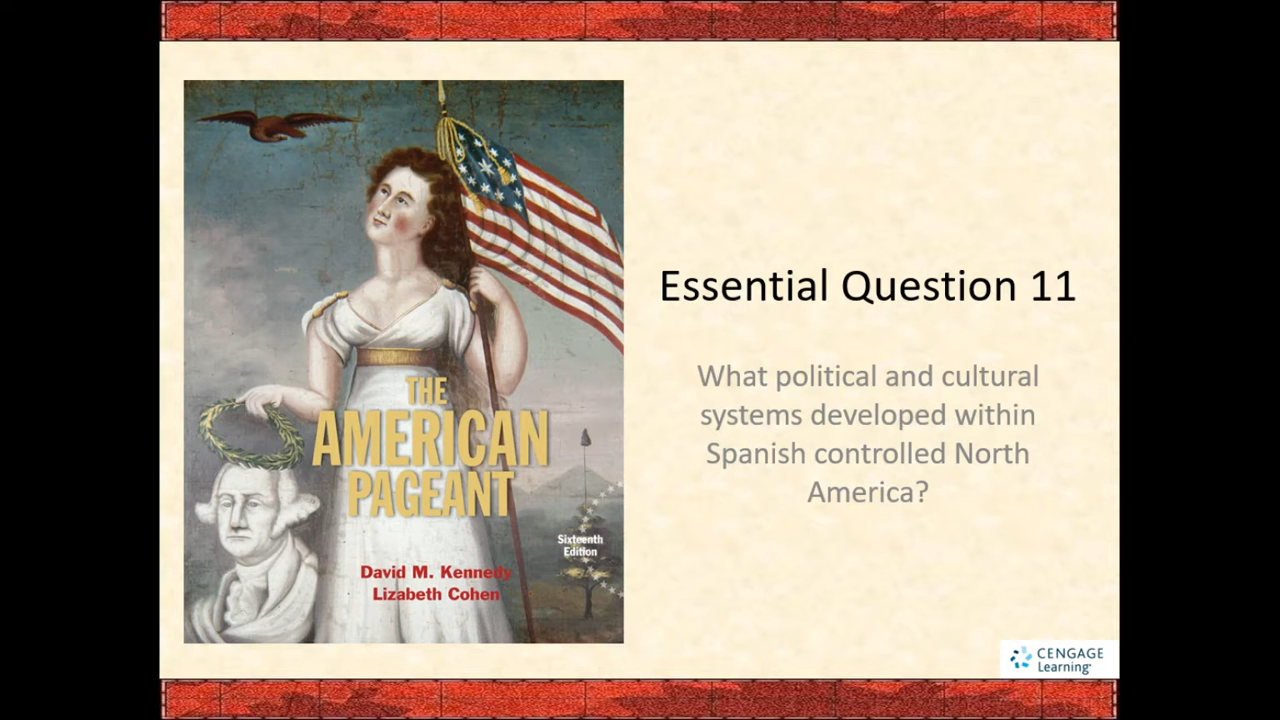 THE
AMERICAN
PAGEANT
Sixteenth
Edition
David M. Kennedy
Lizabeth Cohen
Essential Question 11
What political and cultural
systems developed within
Spanish controlled North
America?
CENGAGE
Learning